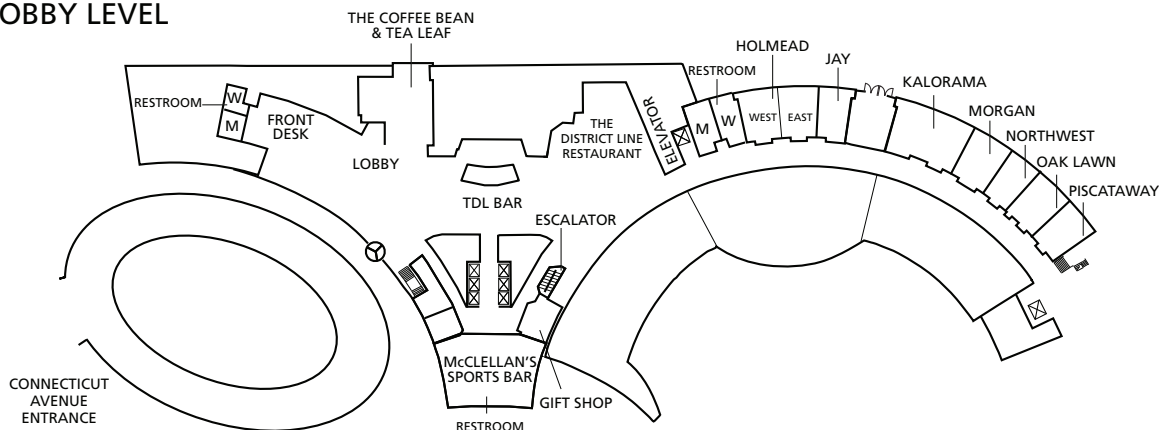 OBBY LEVEL
THE COFFEE BEAN
& TEA LEAF
HOLMEAD
RESTROOM
JAY
KALORAMA
MORGAN
NORTHWEST
OAK LAWN
PISCATAWAY
RESTROOM
W
M
FRONT
DESK
LOBBY
THE
DISTRICT LINE
RESTAURANT
ELEVATOR
M
W
WEST
EAST
TDL BAR
ESCALATOR
McCLELLAN'S
SPORTS BAR
GIFT SHOP
RESTROOM
CONNECTICUT
AVENUE
ENTRANCE